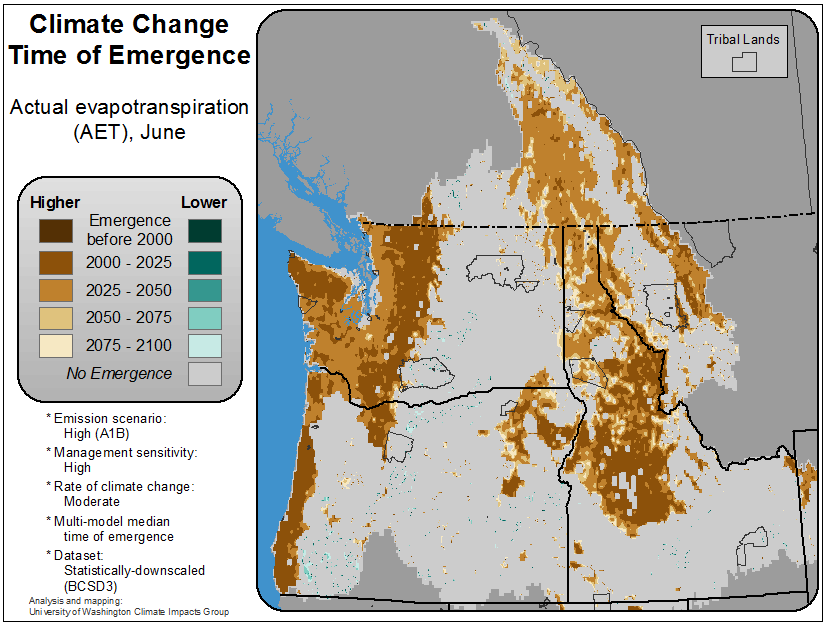 Climate Change
Time of Emergence
Actual evapotranspiration
(AET), June
Higher Lower
Emergence
before 2000
2000 - 2025
2025 - 2050
2050 - 2075
2075 - 2100
No Emergence
* Emission scenario:
High (A1B)
* Management sensitivity:
High
* Rate of climate change:
Moderate
* Multi-model median
time of emergence
* Dataset:
Statistically-downscaled
(BCSD3)
Analysis and mapping:
University of Washington Climate Impacts Group
Tribal Lands